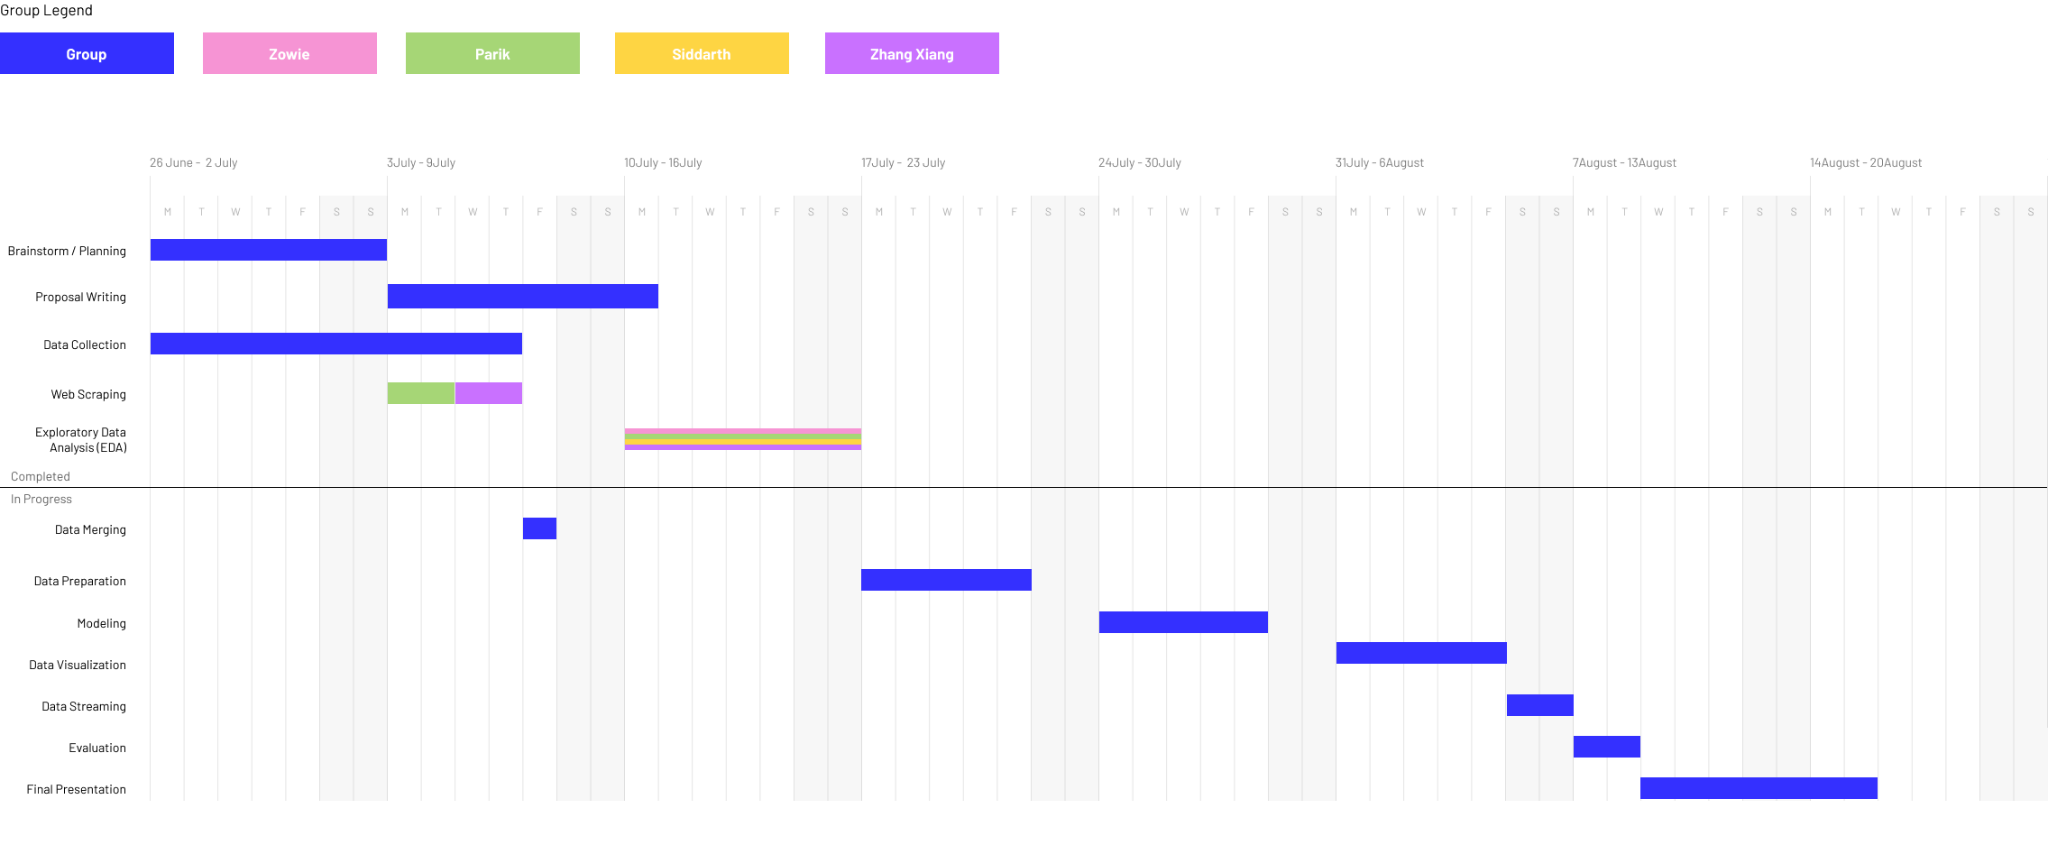 Group Legend
Group Zowie Parik Siddarth Zhang Xiang
26 June - 2 July 3July - 9July 10July - 16July 17July - 23 July 24July - 30July 31July - 6August 7August - 13August 14August - 20August
M T W T F S S M T W T F S S M T W T F S S M T W T F S S M T W T F S S M T W T F S S M T W T F S S M T W T F S S
Brainstorm / Planning
Proposal Writing
Data Collection
Web Scraping
Exploratory Data
Analysis (EDA)
Completed
In Progress
Data Merging
Data Preparation
Modeling
Data Visualization
Data Streaming
Evaluation
Final Presentation